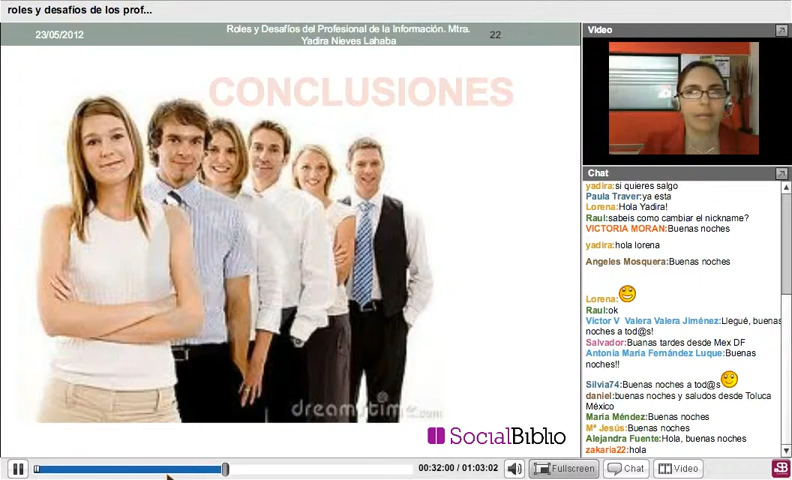 roles y desafíos de los prof...
23/05/2012
Roles y Desafíos del Profesional de la Información. Mtra.
Yadira Nieves Lahaba
22
CONCLUSIONES
dreamstime.com
SocialBiblio
Video
Chat
yadira:si quieres salgo
Paula Traver:ya esta
Lorena:Hola Yadira!
Raul:sabeis como cambiar el nickname?
VICTORIA MORAN:Buenas noches
yadira:hola lorena
Angeles Mosquera:Buenas noches
Lorena:
Raul:ok
Victor V Valera Valera Jiménez:Llegué, buenas
noches a tod@s!
Salvador:Buenas tardes desde Mex DF
Antonia María Fernández Luque:Buenas
noches!!
Silvia74:Buenas noches a tod@s
daniel:buenas noches y saludos desde Toluca
México
María Méndez:Buenas noches
Mª Jesús:Buenas noches
Alejandra Fuente:Hola, buenas noches
zakaria22:hola
00:32:00 / 01:03:02
Fullscreen
Chat
Video
SB